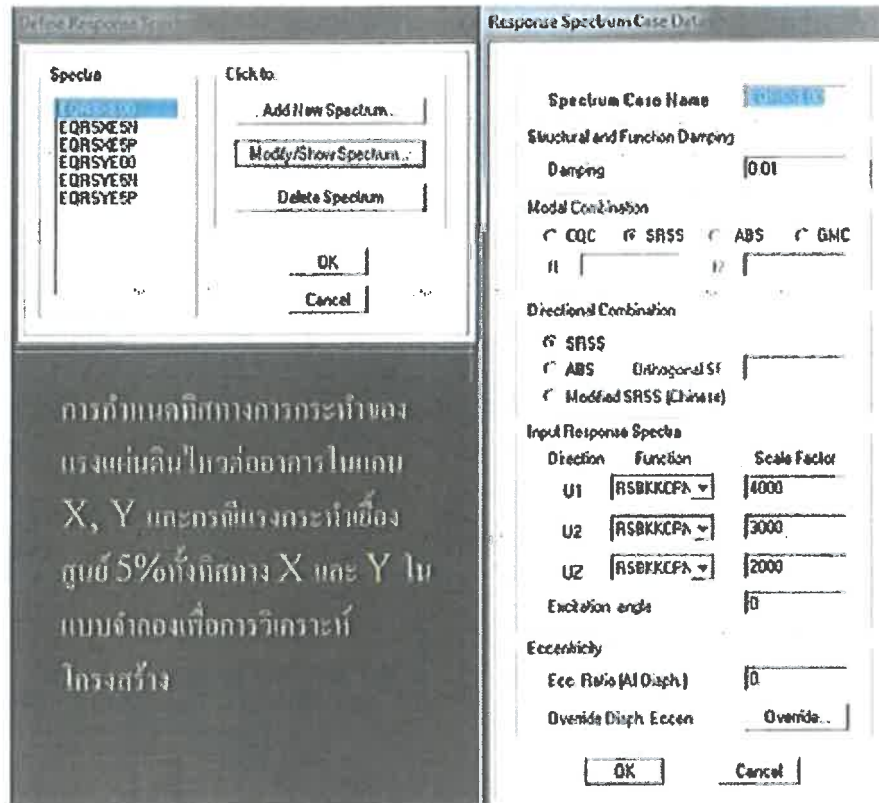 Define Response Spectra
Spectra
EQRSXE5N
EQRSXE5P
EQRSYE00
EQRSYE5N
EQRSYE5P
Click to:
Add New Spectrum...
Modify/Show Spectrum...
Delete Spectrum
OK
Cancel
การกำหนดทิศทางการกระทำของ
แรงแผ่นดินไหวต่ออาคารในแกน
X, Y และกรณีแรงกระทำเยื้อง
ศูนย์ 5%ทั้งทิศทาง X และ Y ใน
แบบจำลองเพื่อการวิเคราะห์
โครงสร้าง
Response Spectrum Case Data
Spectrum Case Name
Structural and Function Damping
Damping 0.01
Modal Combination
CQC SRSS ABS GMC
f1 f2
Directional Combination
SRSS
ABS Orthogonal SF
Modified SRSS (Chinese)
Input Response Spectra
Direction Function Scale Factor
U1 RSBKKCPN 4000
U2 RSBKKCPN 3000
UZ RSBKKCPN 2000
Excitation angle 0
Eccentricity
Ecc. Ratio (All Diaph.) 0.
Override Diaph. Eccen. Override...
OK Cancel